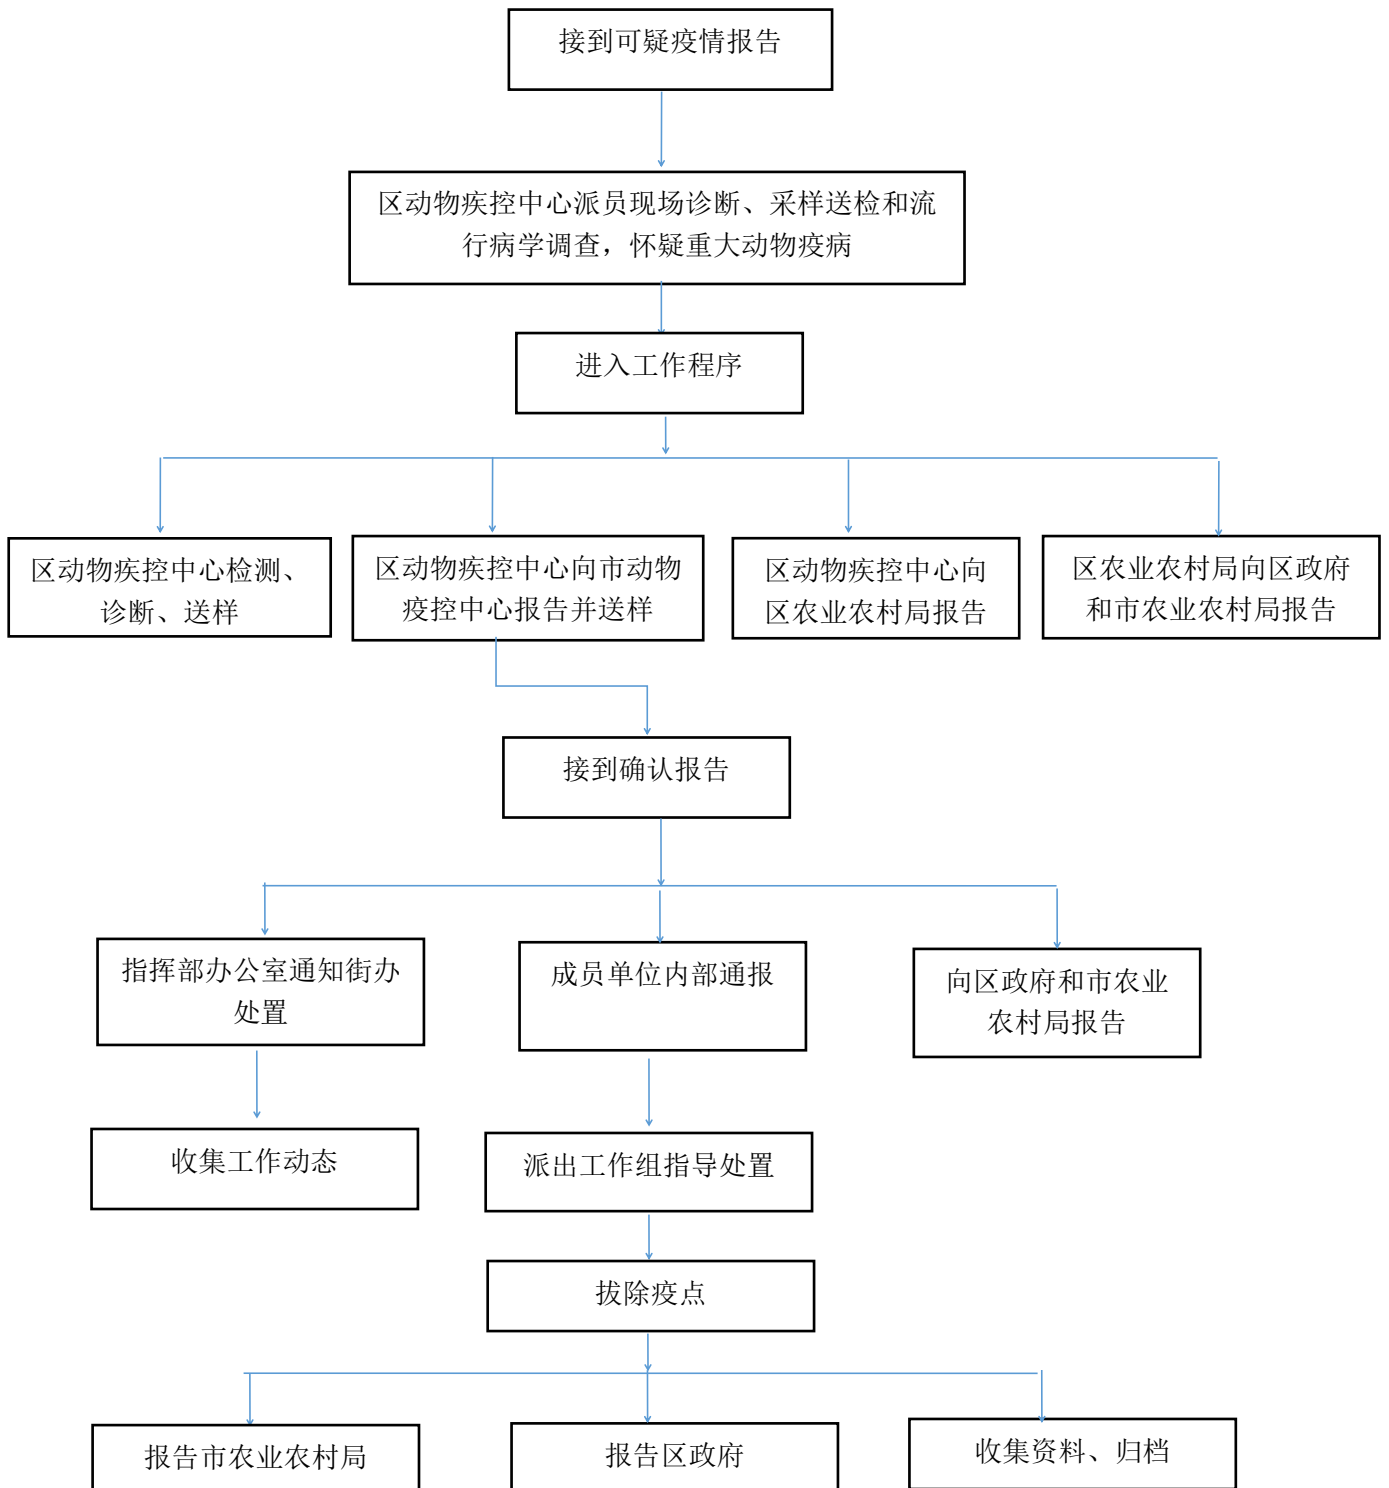 接到可疑疫情报告
区动物疾控中心派员现场诊断、采样送检和流
行病学调查，怀疑重大动物疫病
进入工作程序
区动物疾控中心检测、
诊断、送样
区动物疾控中心向市动物
疫控中心报告并送样
区动物疾控中心向
区农业农村局报告
区农业农村局向区政府
和市农业农村局报告
接到确认报告
指挥部办公室通知街办
处置
成员单位内部通报
向区政府和市农业
农村局报告
收集工作动态
派出工作组指导处置
拔除疫点
报告市农业农村局
报告区政府
收集资料、归档